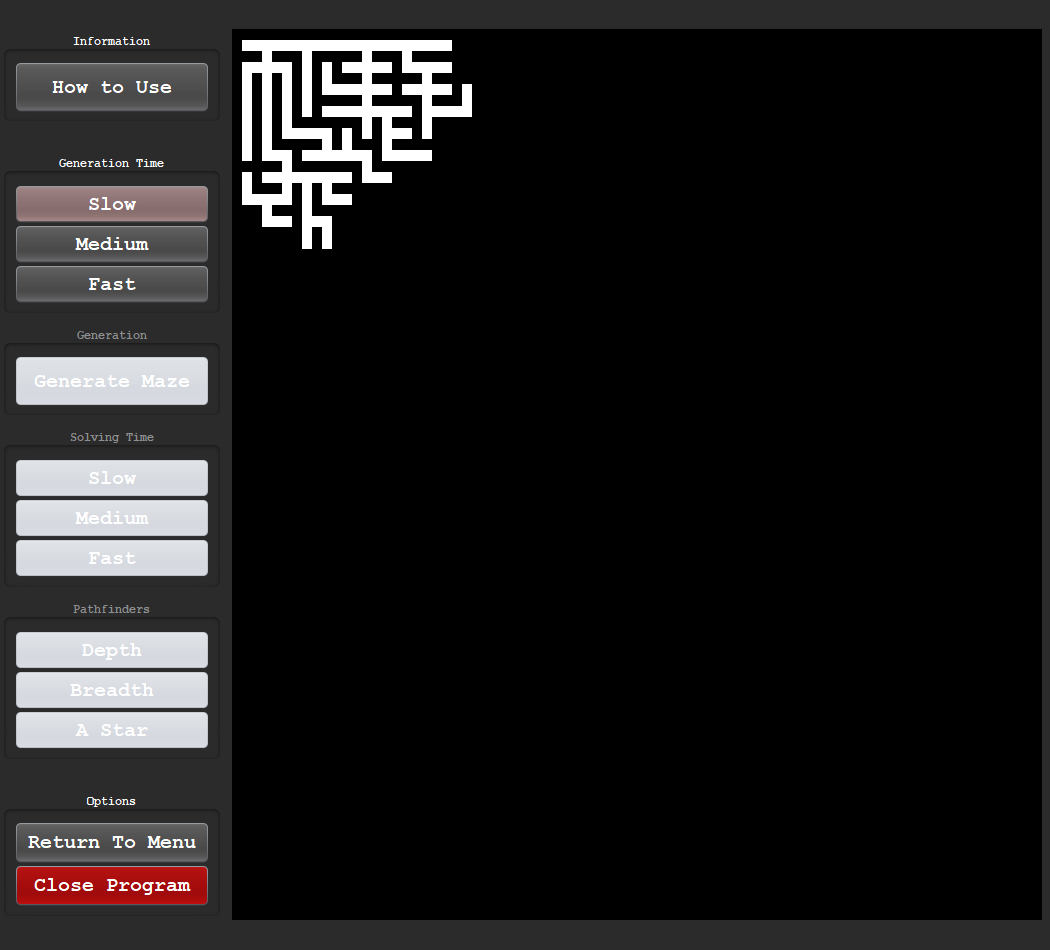 Information
How to Use
Generation Time
Slow
Medium
Fast
Generation
Generate Maze
Solving Time
Slow
Medium
Fast
Pathfinders
Depth
Breadth
A Star
Options
Return To Menu
Close Program